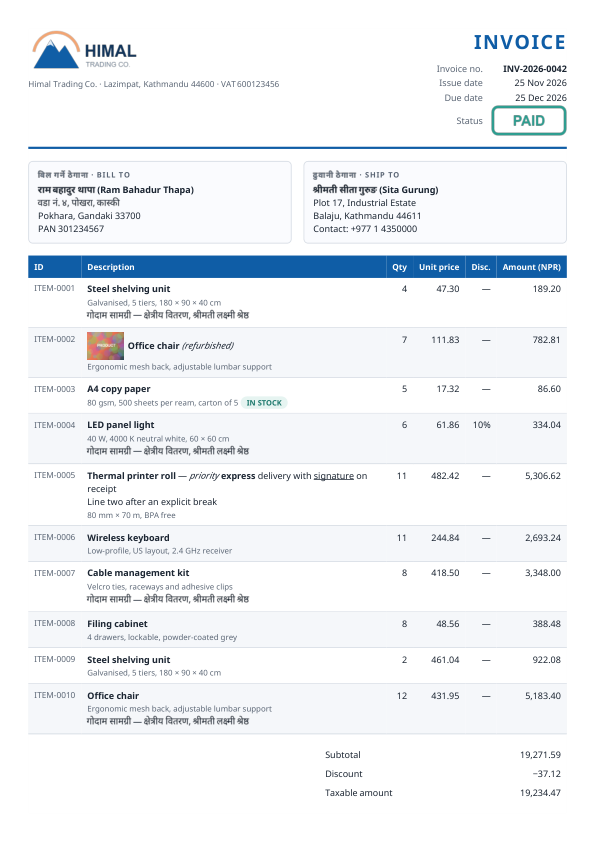 HIMAL
TRADING CO.
Himal Trading Co. · Lazimpat, Kathmandu 44600 · VAT 600123456
INVOICE
Invoice no. INV-2026-0042
Issue date 25 Nov 2026
Due date 25 Dec 2026
Status PAID
बिल गर्ने ठेगाना · BILL TO
राम बहादुर थापा (Ram Bahadur Thapa)
वडा नं. ४, पोखरा, कास्की
Pokhara, Gandaki 33700
PAN 301234567
ढुवानी ठेगाना · SHIP TO
श्रीमती सीता गुरुङ (Sita Gurung)
Plot 17, Industrial Estate
Balaju, Kathmandu 44611
Contact: +977 1 4350000
ID Description Qty Unit price Disc. Amount (NPR)
ITEM-0001 Steel shelving unit 4 47.30 — 189.20
Galvanised, 5 tiers, 180 × 90 × 40 cm
गोदाम सामग्री — क्षेत्रीय वितरण, श्रीमती लक्ष्मी श्रेष्ठ
ITEM-0002 Office chair (refurbished) 7 111.83 — 782.81
Ergonomic mesh back, adjustable lumbar support
ITEM-0003 A4 copy paper 5 17.32 — 86.60
80 gsm, 500 sheets per ream, carton of 5 IN STOCK
ITEM-0004 LED panel light 6 61.86 10% 334.04
40 W, 4000 K neutral white, 60 × 60 cm
गोदाम सामग्री — क्षेत्रीय वितरण, श्रीमती लक्ष्मी श्रेष्ठ
ITEM-0005 Thermal printer roll — priority express delivery with signature on 11 482.42 — 5,306.62
receipt
Line two after an explicit break
80 mm × 70 m, BPA free
ITEM-0006 Wireless keyboard 11 244.84 — 2,693.24
Low-profile, US layout, 2.4 GHz receiver
ITEM-0007 Cable management kit 8 418.50 — 3,348.00
Velcro ties, raceways and adhesive clips
गोदाम सामग्री — क्षेत्रीय वितरण, श्रीमती लक्ष्मी श्रेष्ठ
ITEM-0008 Filing cabinet 8 48.56 — 388.48
4 drawers, lockable, powder-coated grey
ITEM-0009 Steel shelving unit 2 461.04 — 922.08
Galvanised, 5 tiers, 180 × 90 × 40 cm
ITEM-0010 Office chair 12 431.95 — 5,183.40
Ergonomic mesh back, adjustable lumbar support
गोदाम सामग्री — क्षेत्रीय वितरण, श्रीमती लक्ष्मी श्रेष्ठ
Subtotal 19,271.59
Discount −37.12
Taxable amount 19,234.47